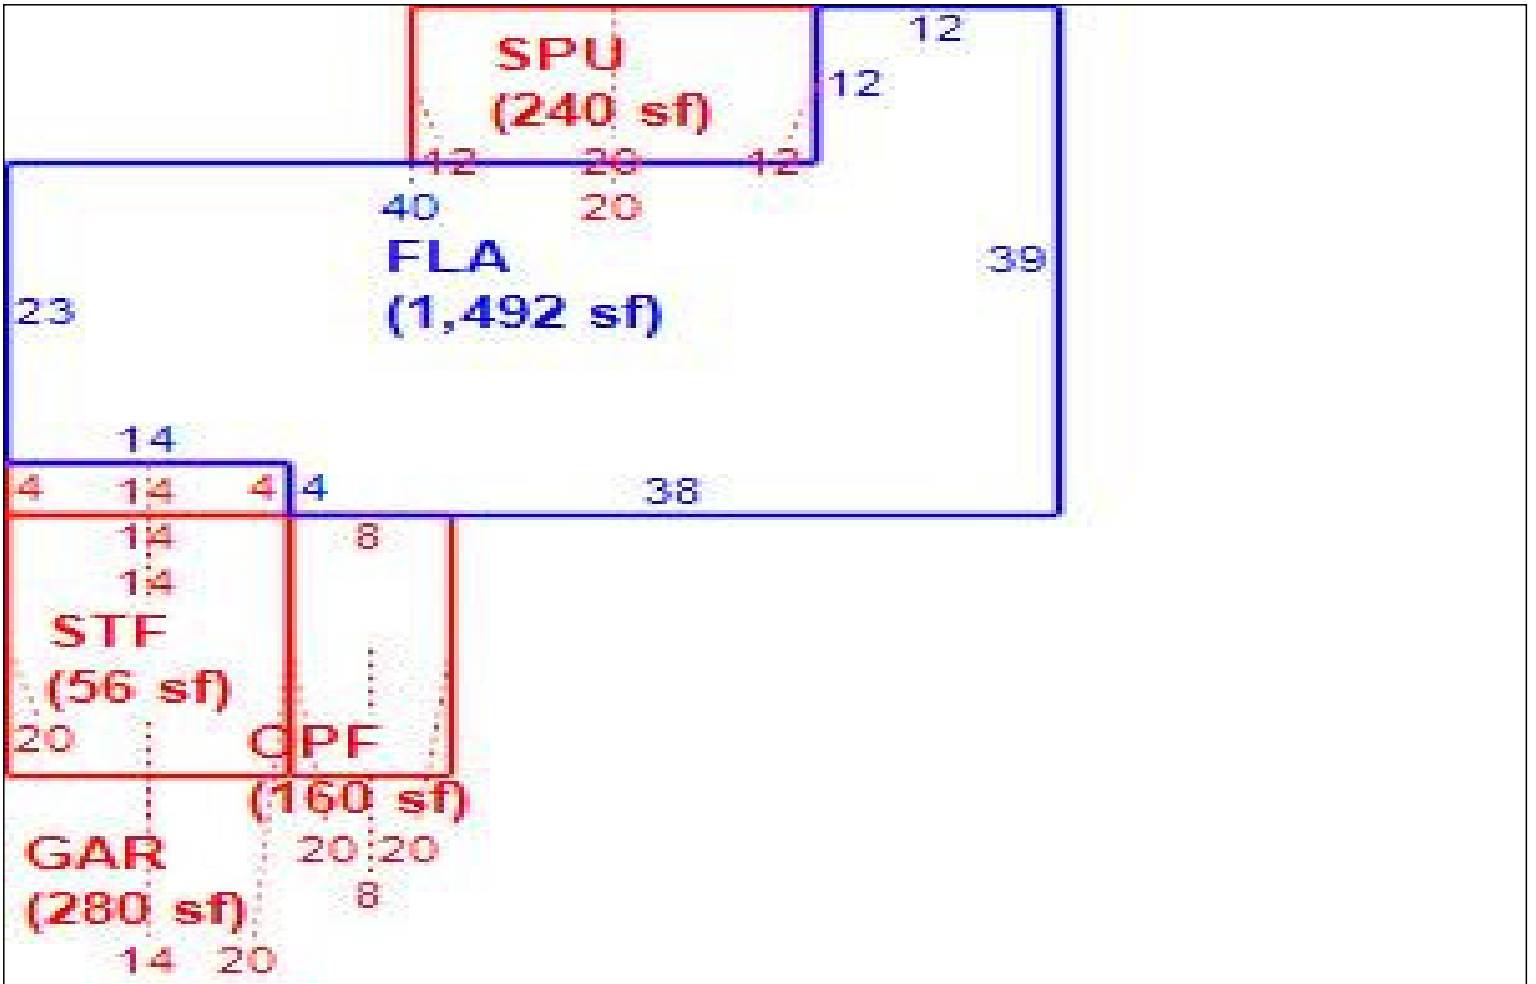 12
SPU
12
(240 sf)
12 20 12
40 20
FLA
39
(1,492 sf)
23
14
4 14 4 4 38
14 8
14
STF
(56 sf)
20 OPF
(160 sf)
GAR 20 20
8
(280 sf)
14 20